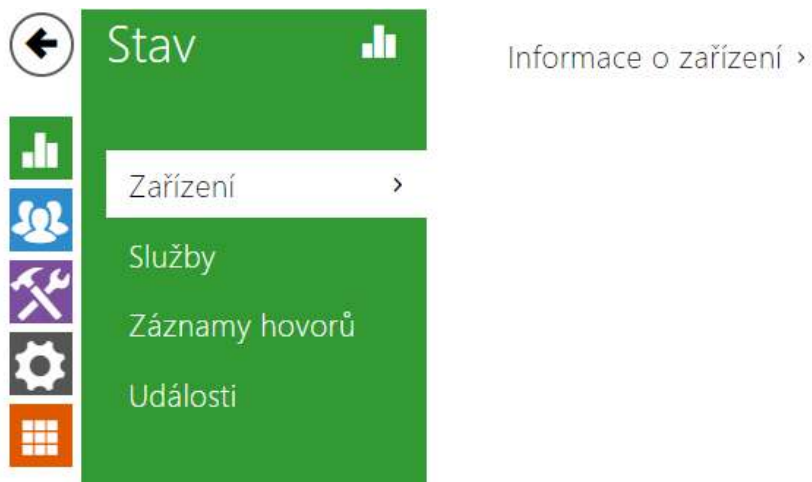 Stav
Informace o zařízení ›
Zařízení ›
Služby
Záznamy hovorů
Události